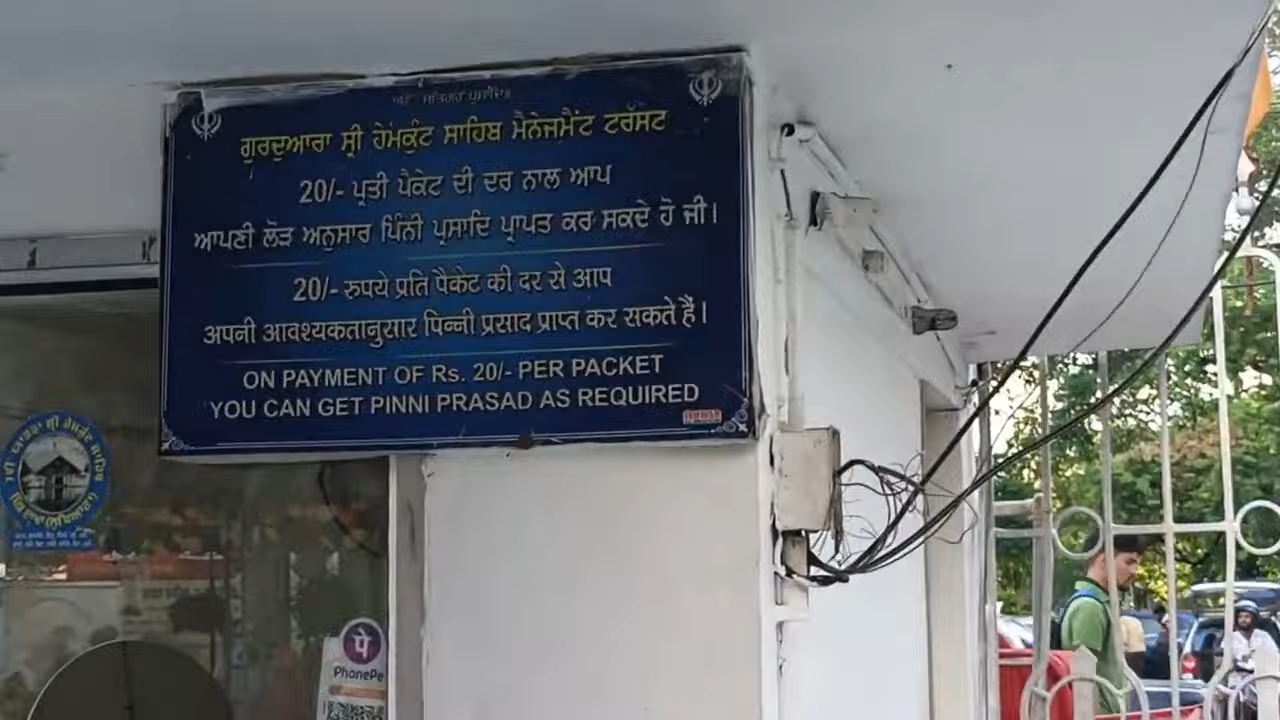 ਗੁਰਦੁਆਰਾ ਸ੍ਰੀ ਹੇਮਕੁੰਟ ਸਾਹਿਬ ਮੈਨੇਜਮੈਂਟ ਟਰੱਸਟ
20/- ਪ੍ਰਤੀ ਪੈਕੇਟ ਦੀ ਦਰ ਨਾਲ ਆਪ
ਆਪਣੀ ਲੋੜ ਅਨੁਸਾਰ ਪਿੰਨੀ ਪ੍ਰਸਾਦਿ ਪ੍ਰਾਪਤ ਕਰ ਸਕਦੇ ਹੋ ਜੀ।
20/- रुपये प्रति पैकेट की दर से आप
अपनी आवश्यकतानुसार पिन्नी प्रसाद प्राप्त कर सकते हैं।
ON PAYMENT OF Rs. 20/- PER PACKET
YOU CAN GET PINNI PRASAD AS REQUIRED
पे
PhonePe